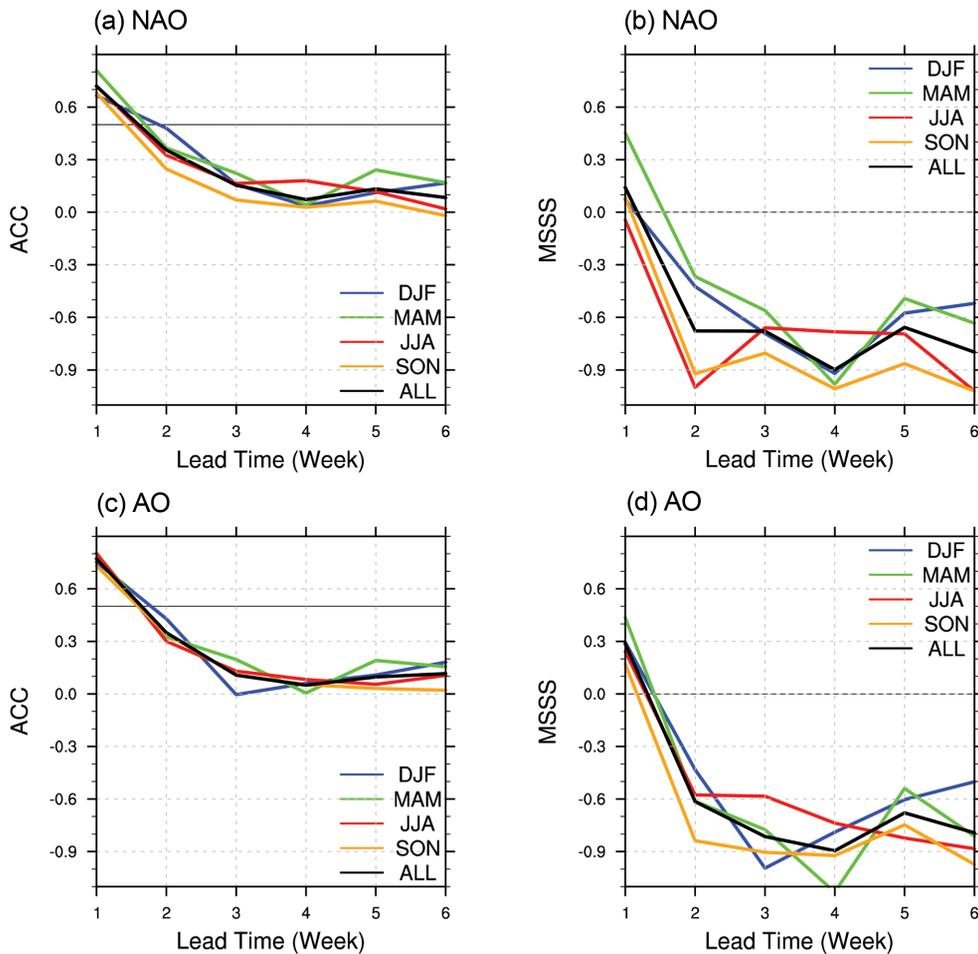 (a) NAO
0.6
0.3
0.0
-0.3
-0.6
-0.9
ACC
DJF
MAM
JJA
SON
ALL
1 2 3 4 5 6
Lead Time (Week)
(b) NAO
0.6
0.3
0.0
-0.3
-0.6
-0.9
MSSS
DJF
MAM
JJA
SON
ALL
1 2 3 4 5 6
Lead Time (Week)
(c) AO
0.6
0.3
0.0
-0.3
-0.6
-0.9
ACC
DJF
MAM
JJA
SON
ALL
1 2 3 4 5 6
Lead Time (Week)
(d) AO
0.6
0.3
0.0
-0.3
-0.6
-0.9
MSSS
DJF
MAM
JJA
SON
ALL
1 2 3 4 5 6
Lead Time (Week)